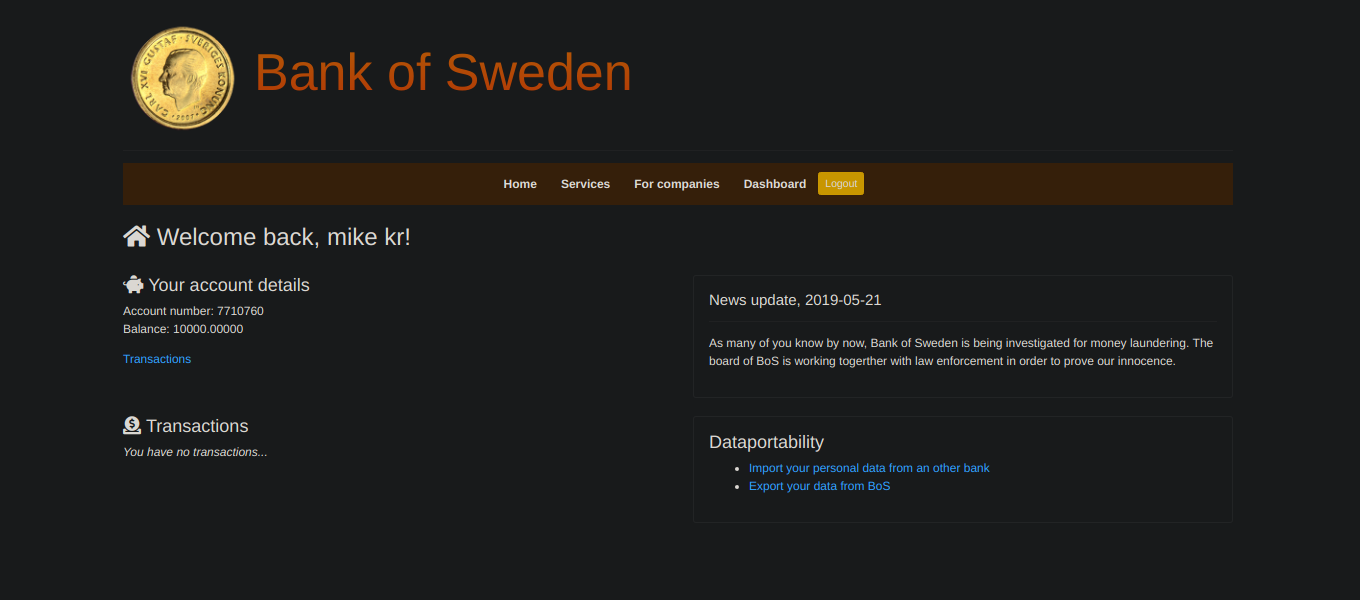 CARL XVI GUSTAF · SVERIGES KONUNG
· 2007 ·
Bank of Sweden
Home Services For companies Dashboard Logout
Welcome back, mike kr!
Your account details
Account number: 7710760
Balance: 10000.00000
Transactions
Transactions
You have no transactions...
News update, 2019-05-21
As many of you know by now, Bank of Sweden is being investigated for money laundering. The
board of BoS is working togerther with law enforcement in order to prove our innocence.
Dataportability
Import your personal data from an other bank
Export your data from BoS